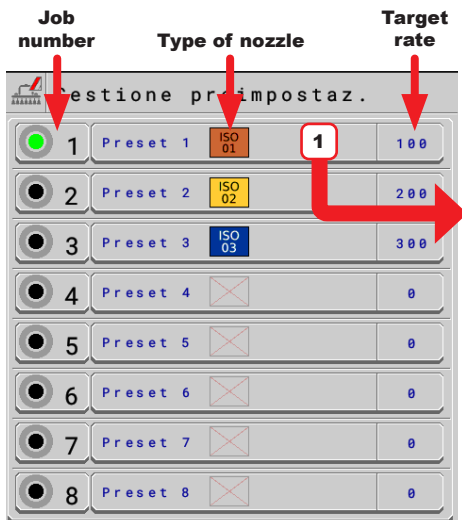 Job number
Type of nozzle
Target rate
Gestione preimpostaz.
1 Preset 1 ISO 01 1 100
2 Preset 2 ISO 02 200
3 Preset 3 ISO 03 300
4 Preset 4 0
5 Preset 5 0
6 Preset 6 0
7 Preset 7 0
8 Preset 8 0